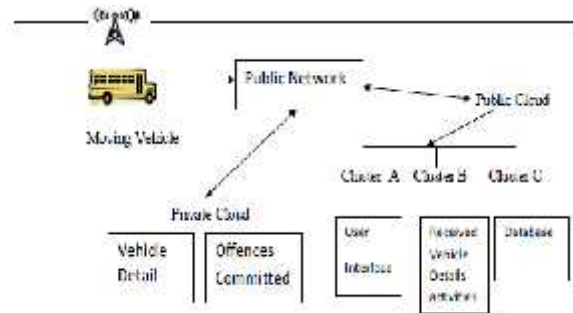 Public Network
Public Cloud
Moving Vehicle
Cluster A Cluster B Cluster C
Private Cloud
Vehicle
Detail
Offences
Committed
User
Interface
Received
Vehicle
Details
activities
Database